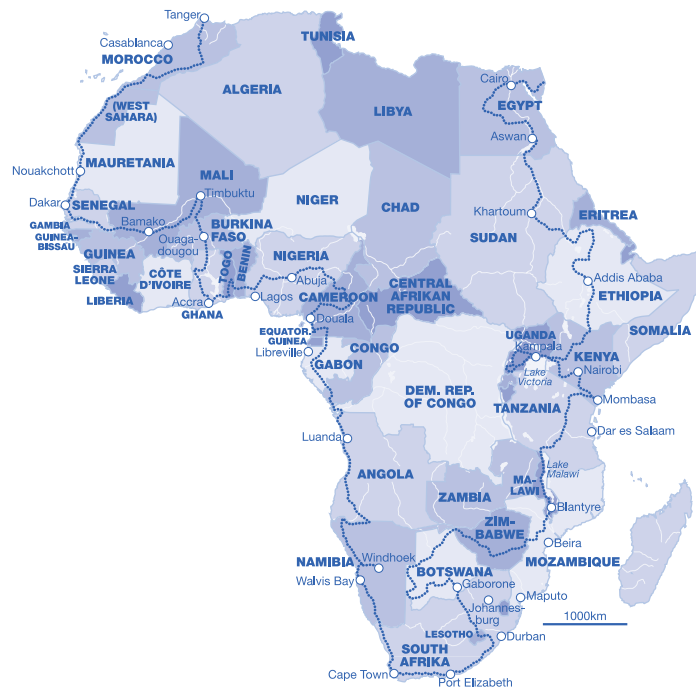 Tanger
Casablanca
MOROCCO
TUNISIA
ALGERIA
LIBYA
Cairo
EGYPT
(WEST
SAHARA)
Aswan
MAURETANIA
Nouakchott
MALI
Timbuktu
NIGER
CHAD
Khartoum
SUDAN
ERITREA
Dakar
SENEGAL
GAMBIA
GUINEA-
BISSAU
Bamako
Ouaga-
dougou
BURKINA
FASO
GUINEA
SIERRA
LEONE
LIBERIA
CÔTE
D'IVOIRE
Accra
GHANA
TOGO
BENIN
NIGERIA
Abuja
Lagos
CAMEROON
Douala
CENTRAL
AFRIKAN
REPUBLIC
Addis Ababa
ETHIOPIA
SOMALIA
EQUATOR.
GUINEA
Libreville
GABON
CONGO
UGANDA
Kampala
Lake
Victoria
KENYA
Nairobi
DEM. REP.
OF CONGO
TANZANIA
Mombasa
Dar es Salaam
Luanda
ANGOLA
ZAMBIA
MA-
LAWI
Lake
Malawi
Blantyre
ZIM-
BABWE
Beira
MOZAMBIQUE
NAMIBIA
Windhoek
Walvis Bay
BOTSWANA
Gaborone
Johannes-
burg
Maputo
1000km
LESOTHO
Durban
SOUTH
AFRIKA
Cape Town
Port Elizabeth